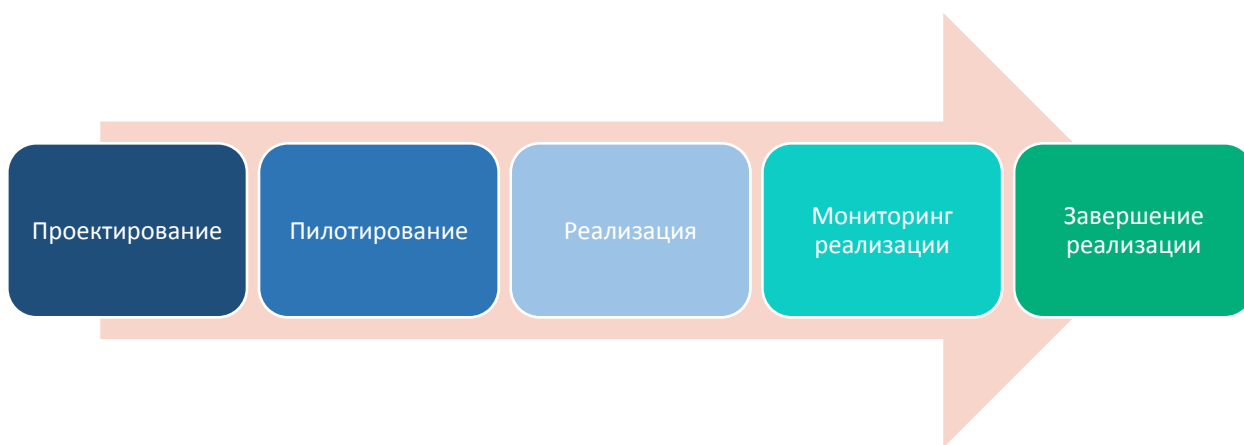 Проектирование
Пилотирование
Реализация
Мониторинг
реализации
Завершение
реализации